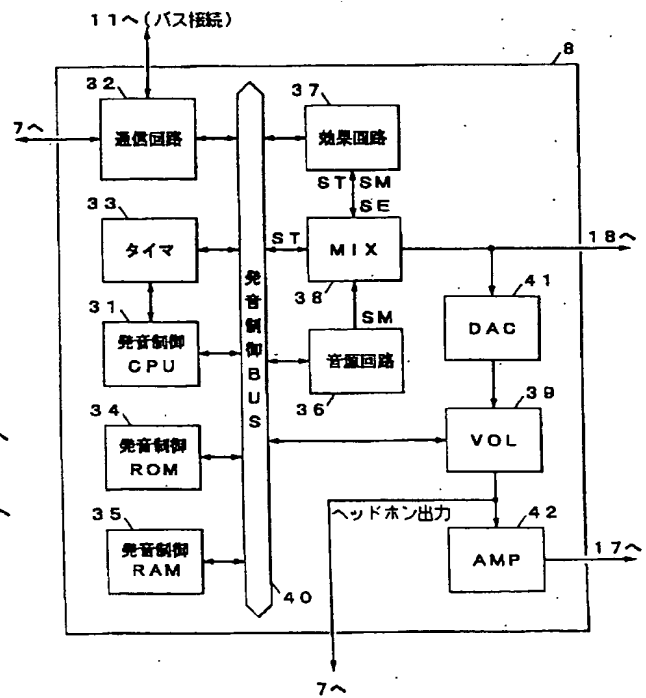 11へ(バス接続)
8
32
通信回路
7へ
37
効果回路
ST SM
SE
33
タイマ
ST
MIX
38
18へ
41
DAC
31
発音制御
CPU
発音制御BUS
SM
音源回路
36
39
VOL
34
発音制御
ROM
ヘッドホン出力
42
AMP
17へ
35
発音制御
RAM
40
7へ